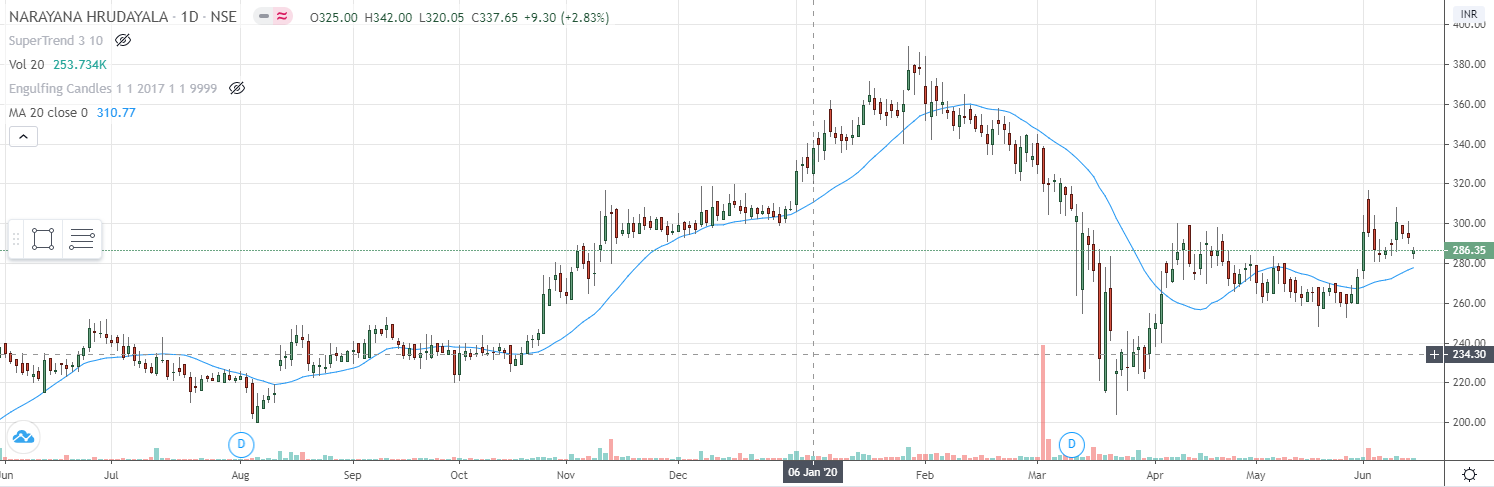 NARAYANA HRUDAYALA · 1D · NSE O325.00 H342.00 L320.05 C337.65 +9.30 (+2.83%)
INR
SuperTrend 3 10
Vol 20 253.734K
Engulfing Candles 1 1 2017 1 1 9999
MA 20 close 0 310.77
400.00
380.00
360.00
340.00
320.00
300.00
286.35
280.00
260.00
240.00
234.30
220.00
200.00
D D
Jun Jul Aug Sep Oct Nov Dec 06 Jan '20 Feb Mar Apr May Jun